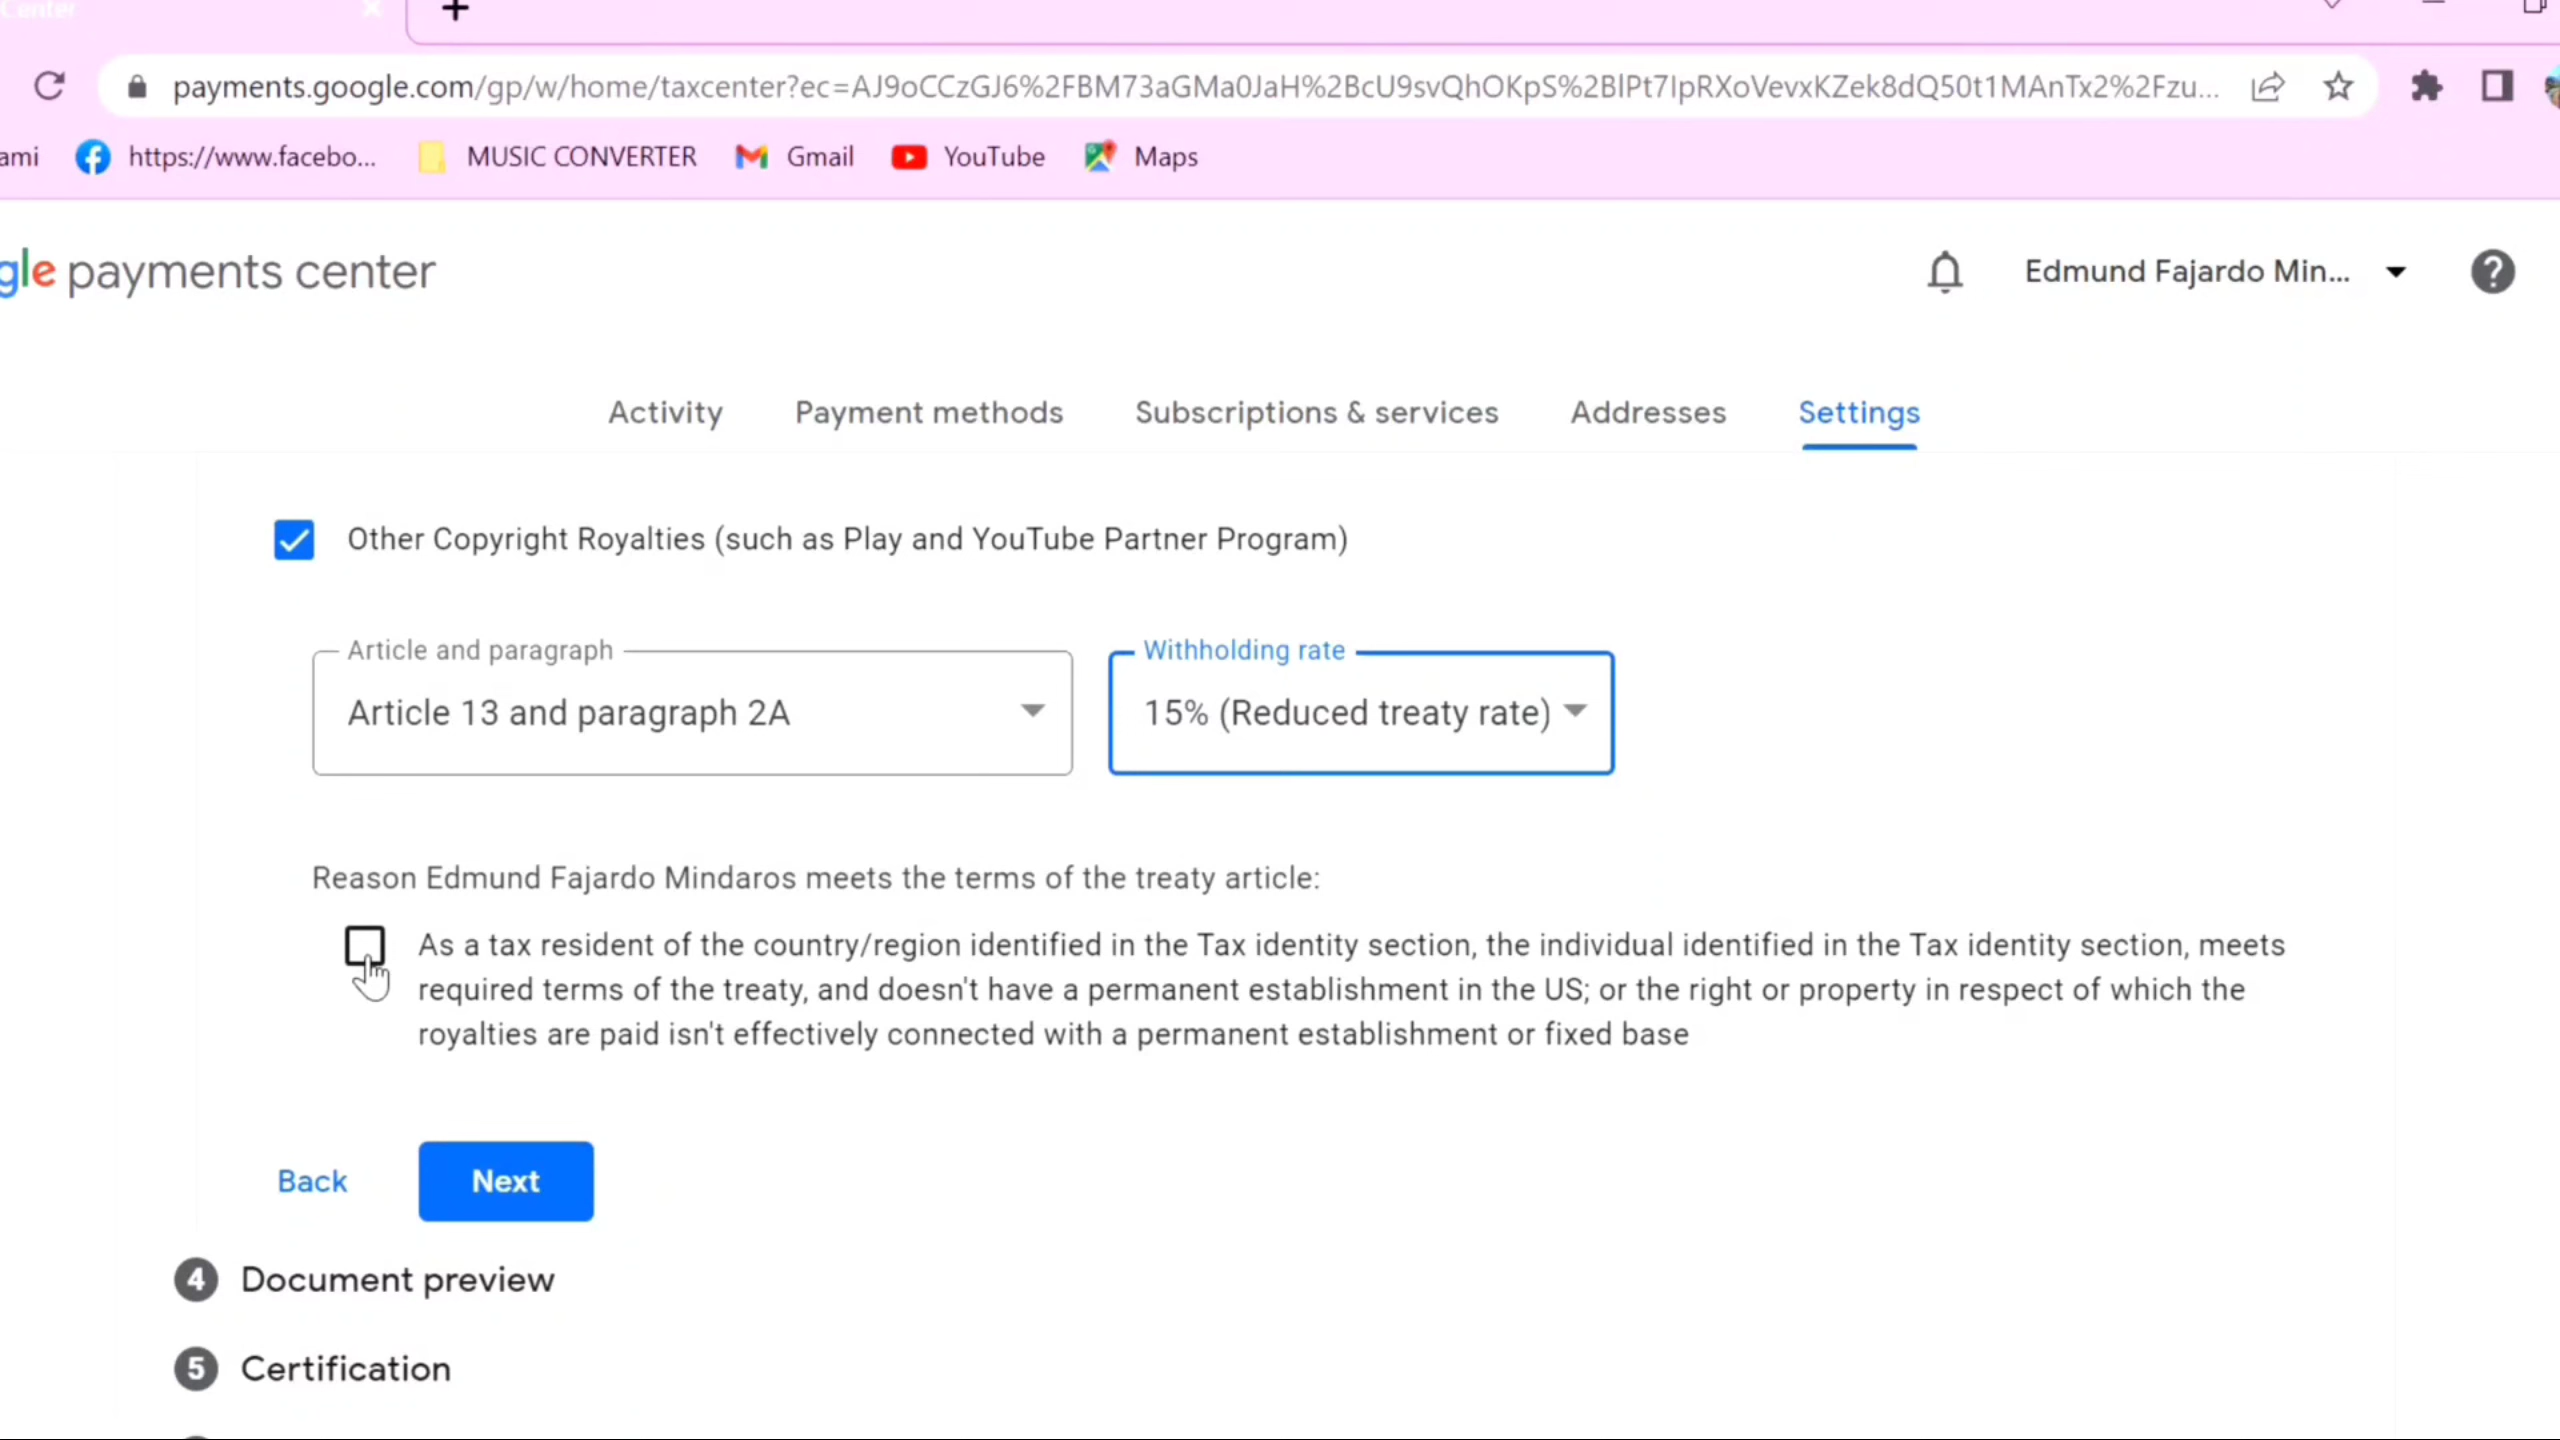 Center
payments.google.com/gp/w/home/taxcenter?ec=AJ9oCCzGJ6%2FBM73aGMa0JaH%2BcU9svQhOKpS%2BlPt7IpRXoVevxKZek8dQ50t1MAnTx2%2Fzu...
ami https://www.facebo... MUSIC CONVERTER Gmail YouTube Maps
gle payments center Edmund Fajardo Min...
Activity Payment methods Subscriptions & services Addresses Settings
Other Copyright Royalties (such as Play and YouTube Partner Program)
Article and paragraph Withholding rate
Article 13 and paragraph 2A 15% (Reduced treaty rate)
Reason Edmund Fajardo Mindaros meets the terms of the treaty article:
As a tax resident of the country/region identified in the Tax identity section, the individual identified in the Tax identity section, meets
required terms of the treaty, and doesn't have a permanent establishment in the US; or the right or property in respect of which the
royalties are paid isn't effectively connected with a permanent establishment or fixed base
Back Next
4 Document preview
5 Certification